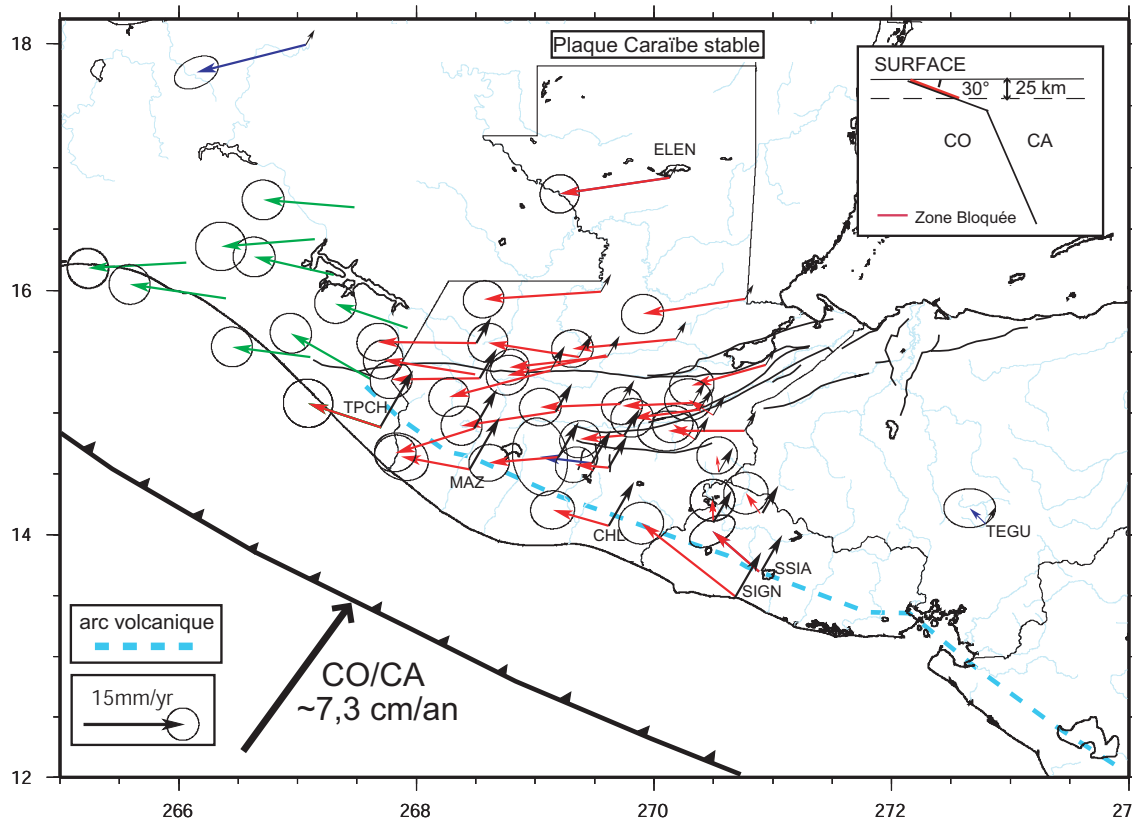 18
Plaque Caraïbe stable
SURFACE
30°
25 km
CO
CA
Zone Bloquée
ELEN
16
TPCH
MAZ
14
CHL
TEGU
SSIA
SIGN
arc volcanique
15mm/yr
CO/CA
~7,3 cm/an
12
266
268
270
272
27